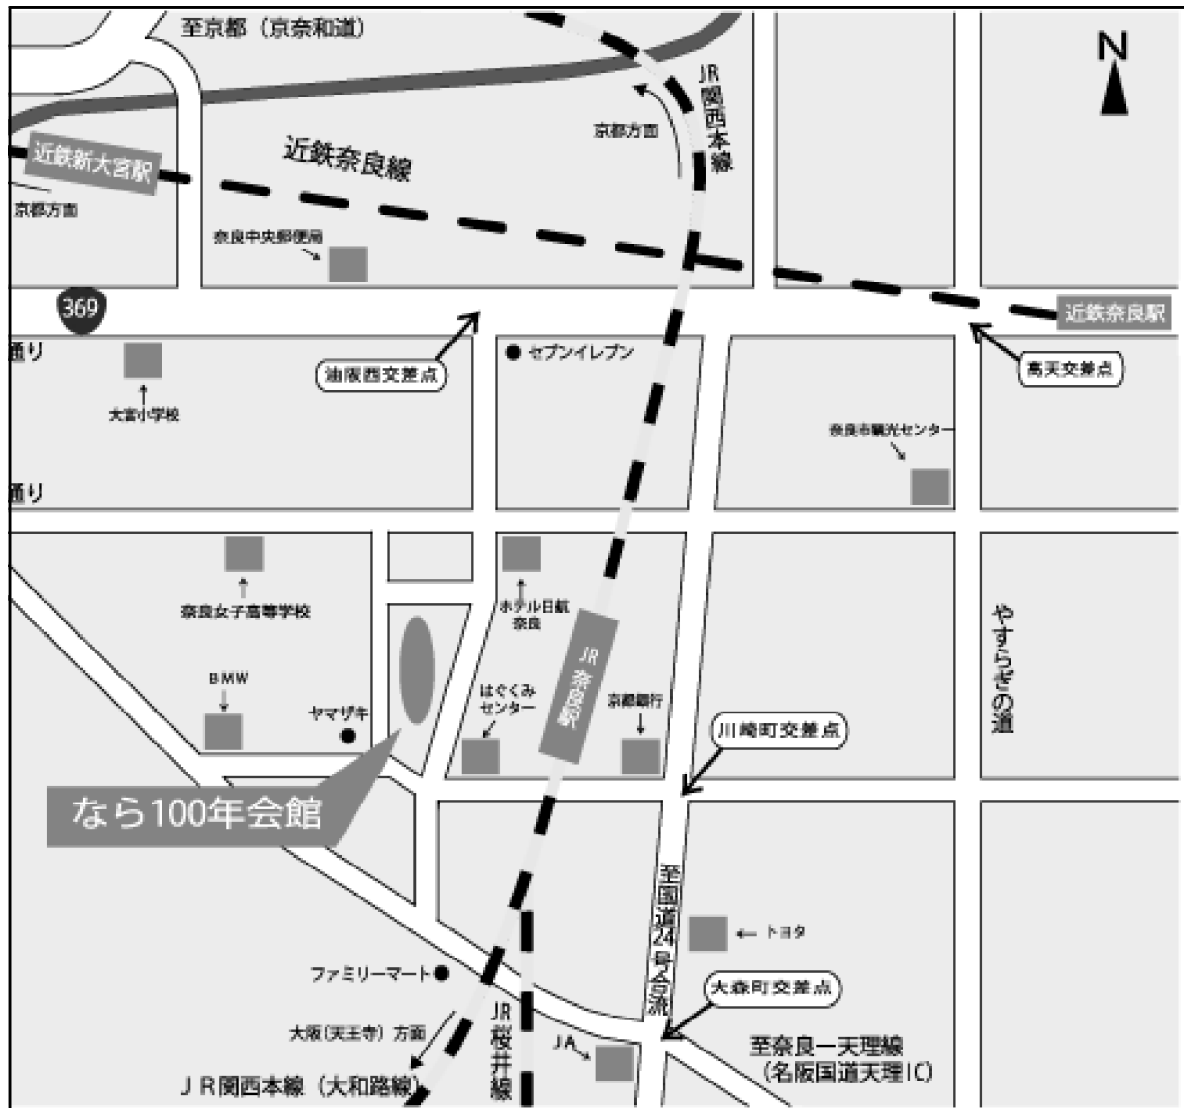 至京都（京奈和道）
N
JR関西本線
京都方面
近鉄奈良線
近鉄新大宮駅
京都方面
奈良中央郵便局
369
近鉄奈良駅
通り
セブンイレブン
油阪西交差点
高天交差点
大宮小学校
奈良市観光センター
通り
奈良女子高等学校
ホテル日航
奈良
やすらぎの道
JR奈良駅
BMW
はぐくみ
センター
京都銀行
ヤマザキ
川崎町交差点
なら100年会館
至国道24号合流
トヨタ
ファミリーマート
大森町交差点
JR桜井線
大阪(天王寺)方面
JA
至奈良ー天理線
（名阪国道天理IC）
JR関西本線（大和路線）